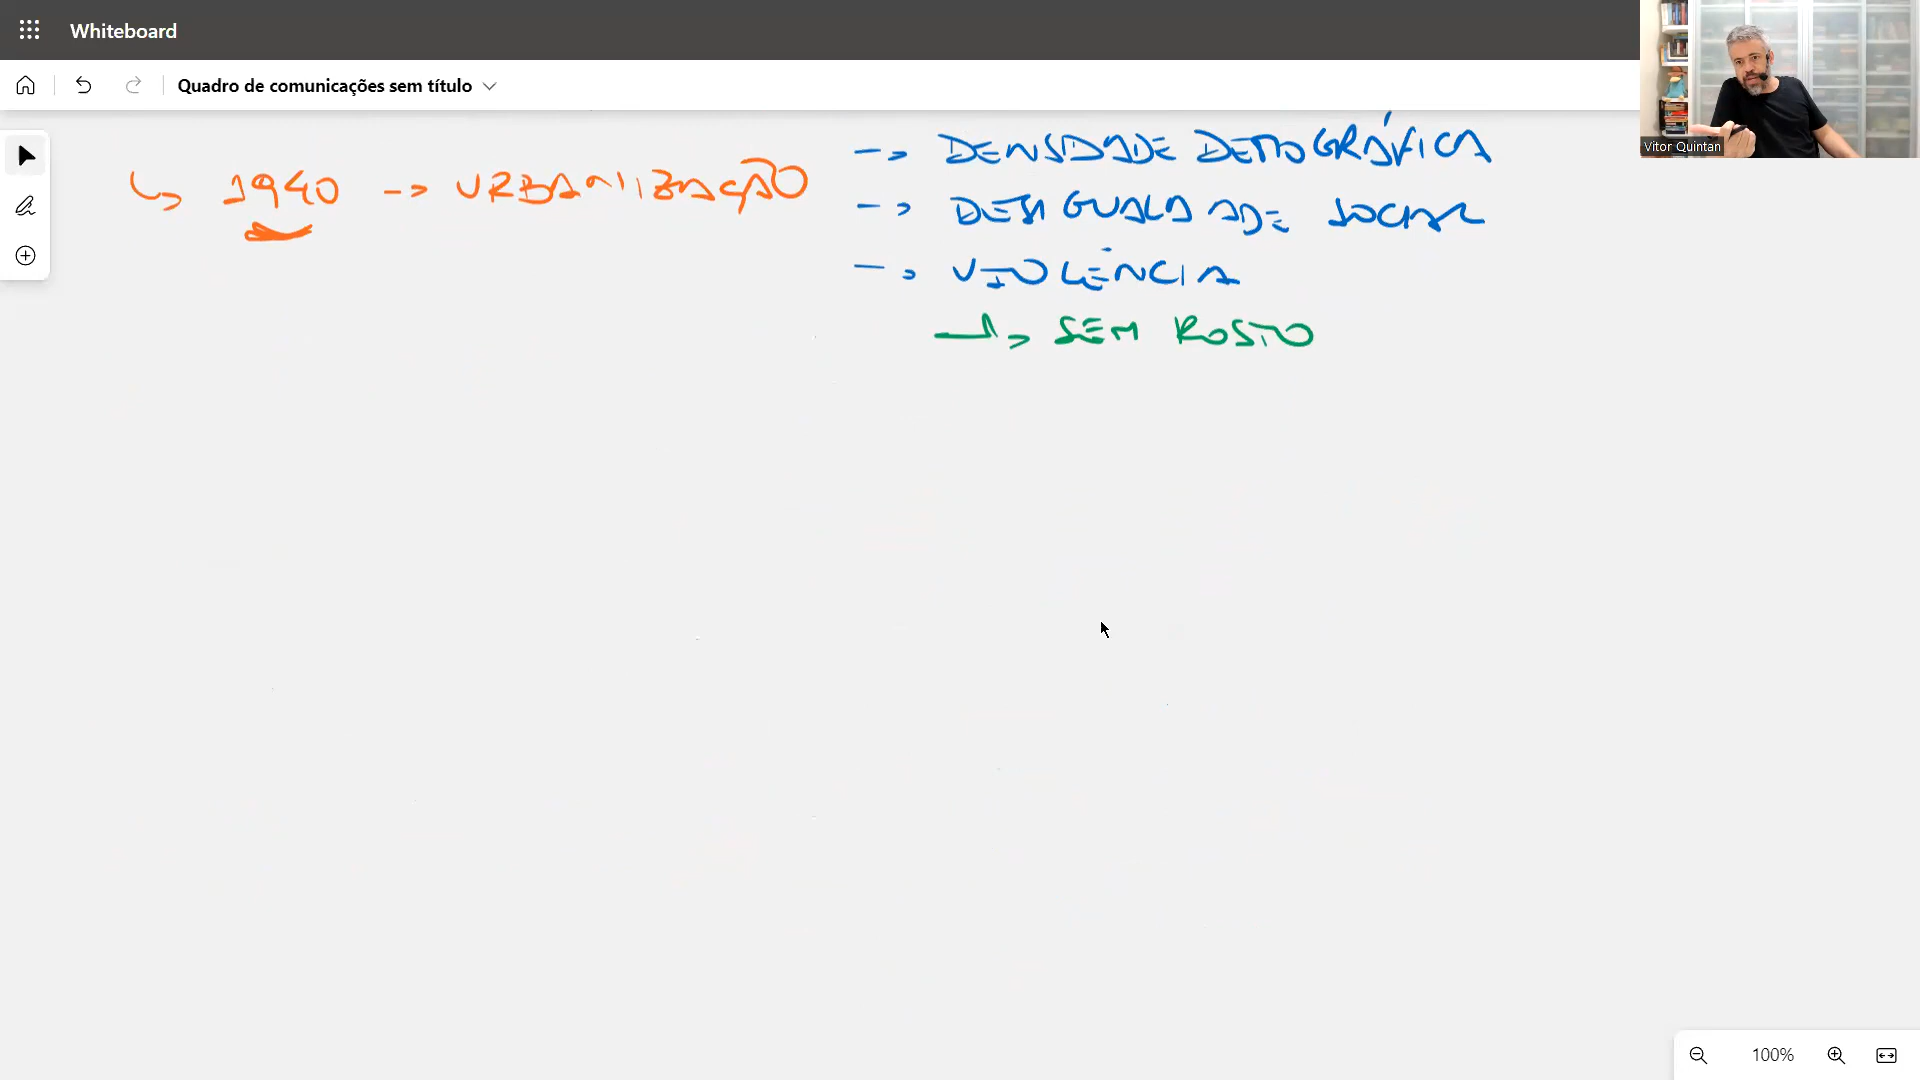 Whiteboard
Quadro de comunicações sem título
Vitor Quintan
↳ 1940 -> URBANIZAÇÃO
-> DENSIDADE DEMOGRÁFICA
-> DESIGUALDADE SOCIAL
-> VIOLÊNCIA
-> SEM ROSTO
100%